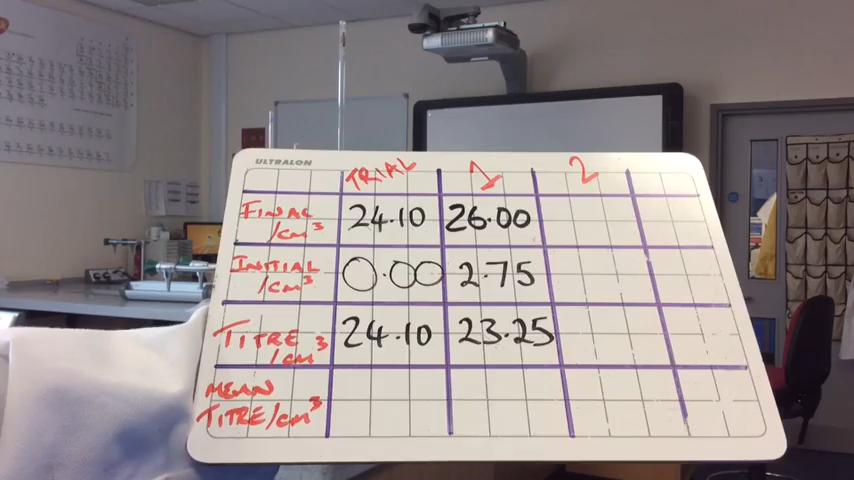 ULTRALON
TRIAL 1 2
FINAL /cm³ 24.10 26.00
INITIAL /cm³ 0.00 2.75
TITRE /cm³ 24.10 23.25
MEAN TITRE/cm³